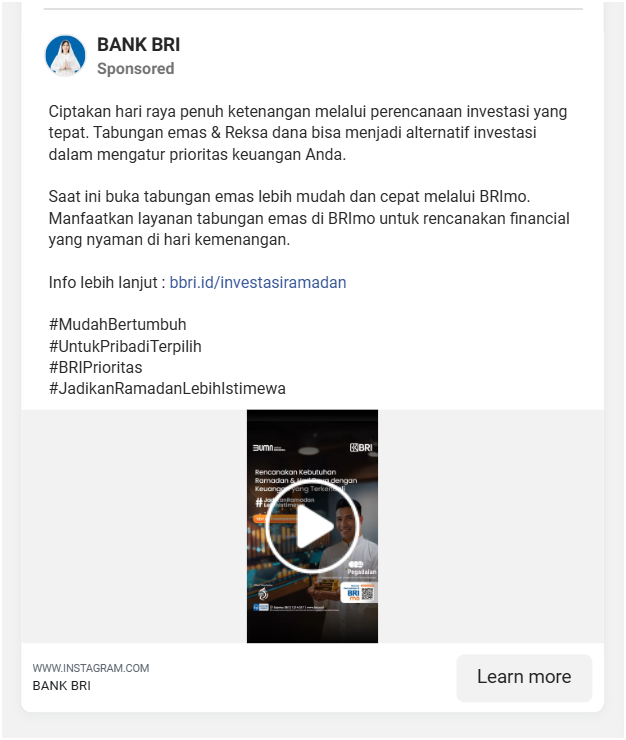 BANK BRI
Sponsored
Ciptakan hari raya penuh ketenangan melalui perencanaan investasi yang
tepat. Tabungan emas & Reksa dana bisa menjadi alternatif investasi
dalam mengatur prioritas keuangan Anda.
Saat ini buka tabungan emas lebih mudah dan cepat melalui BRImo.
Manfaatkan layanan tabungan emas di BRImo untuk rencanakan financial
yang nyaman di hari kemenangan.
Info lebih lanjut : bbri.id/investasiramadan
#MudahBertumbuh
#UntukPribadiTerpilih
#BRIPrioritas
#JadikanRamadanLebihIstimewa
BUMN
BRI
Rencanakan Kebutuhan
Ramadan & Hari Raya dengan
Keuangan yang
#JadikanRamadan
Pegadaian
BRI
mo
WWW.INSTAGRAM.COM
BANK BRI
Learn more